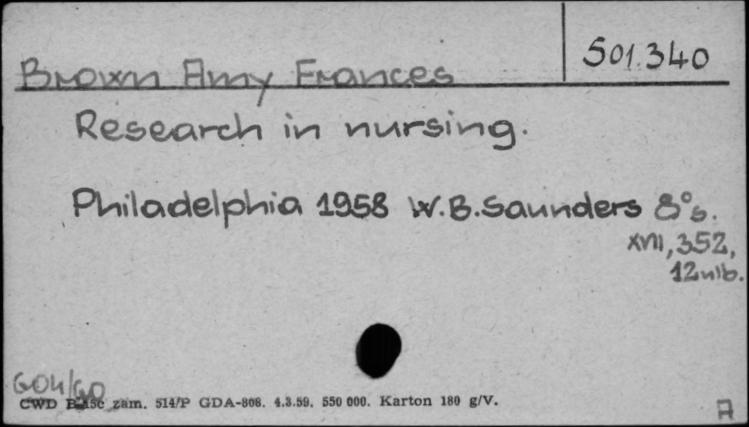 501.340
Brown Amy Frances
Research in nursing.
Philadelphia 1958 W.B. Saunders 8° s.
XVII, 352,
12 nlb.
604/60
CWD zam. 514/P GDA-808. 4.3.59. 550 000. Karton 180 g/V.
A